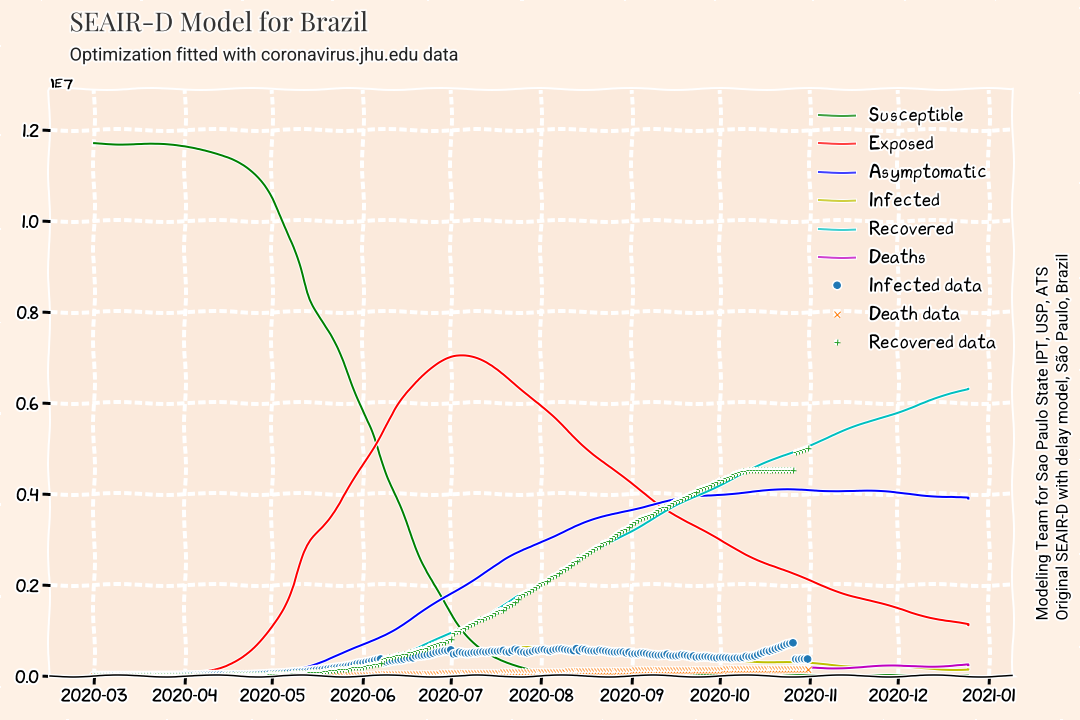 SEAIR-D Model for Brazil
Optimization fitted with coronavirus.jhu.edu data
1E7
1.2
1.0
0.8
0.6
0.4
0.2
0.0
2020-03 2020-04 2020-05 2020-06 2020-07 2020-08 2020-09 2020-10 2020-11 2020-12 2021-01
Susceptible
Exposed
Asymptomatic
Infected
Recovered
Deaths
Infected data
Death data
Recovered data
Modeling Team for Sao Paulo State IPT, USP, ATS
Original SEAIR-D with delay model, São Paulo, Brazil